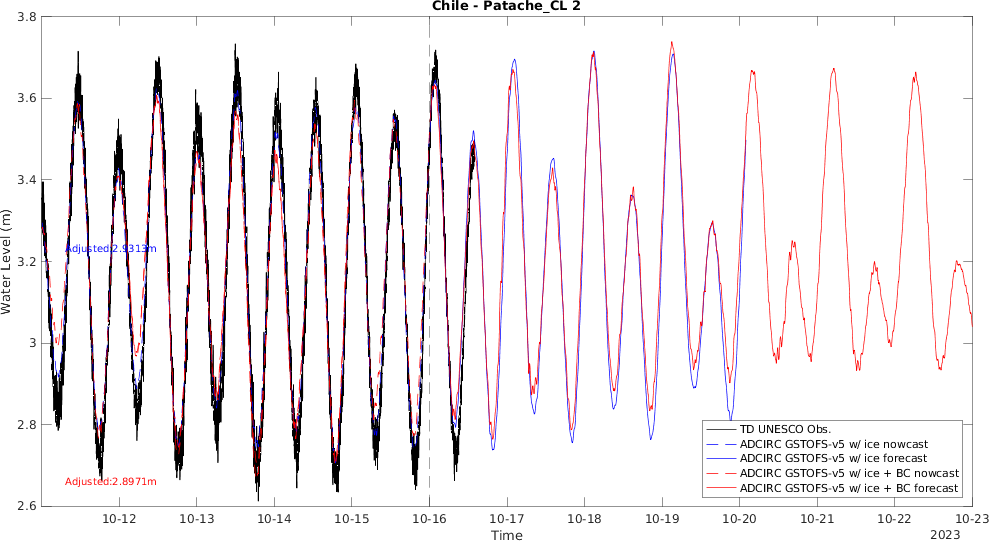 Chile - Patache_CL 2
3.8
3.6
3.4
3.2
3
2.8
2.6
Water Level (m)
Adjusted:2.9313m
Adjusted:2.8971m
TD UNESCO Obs.
ADCIRC GSTOFS-v5 w/ ice nowcast
ADCIRC GSTOFS-v5 w/ ice forecast
ADCIRC GSTOFS-v5 w/ ice + BC nowcast
ADCIRC GSTOFS-v5 w/ ice + BC forecast
10-12 10-13 10-14 10-15 10-16 10-17 10-18 10-19 10-20 10-21 10-22 10-23
Time
2023